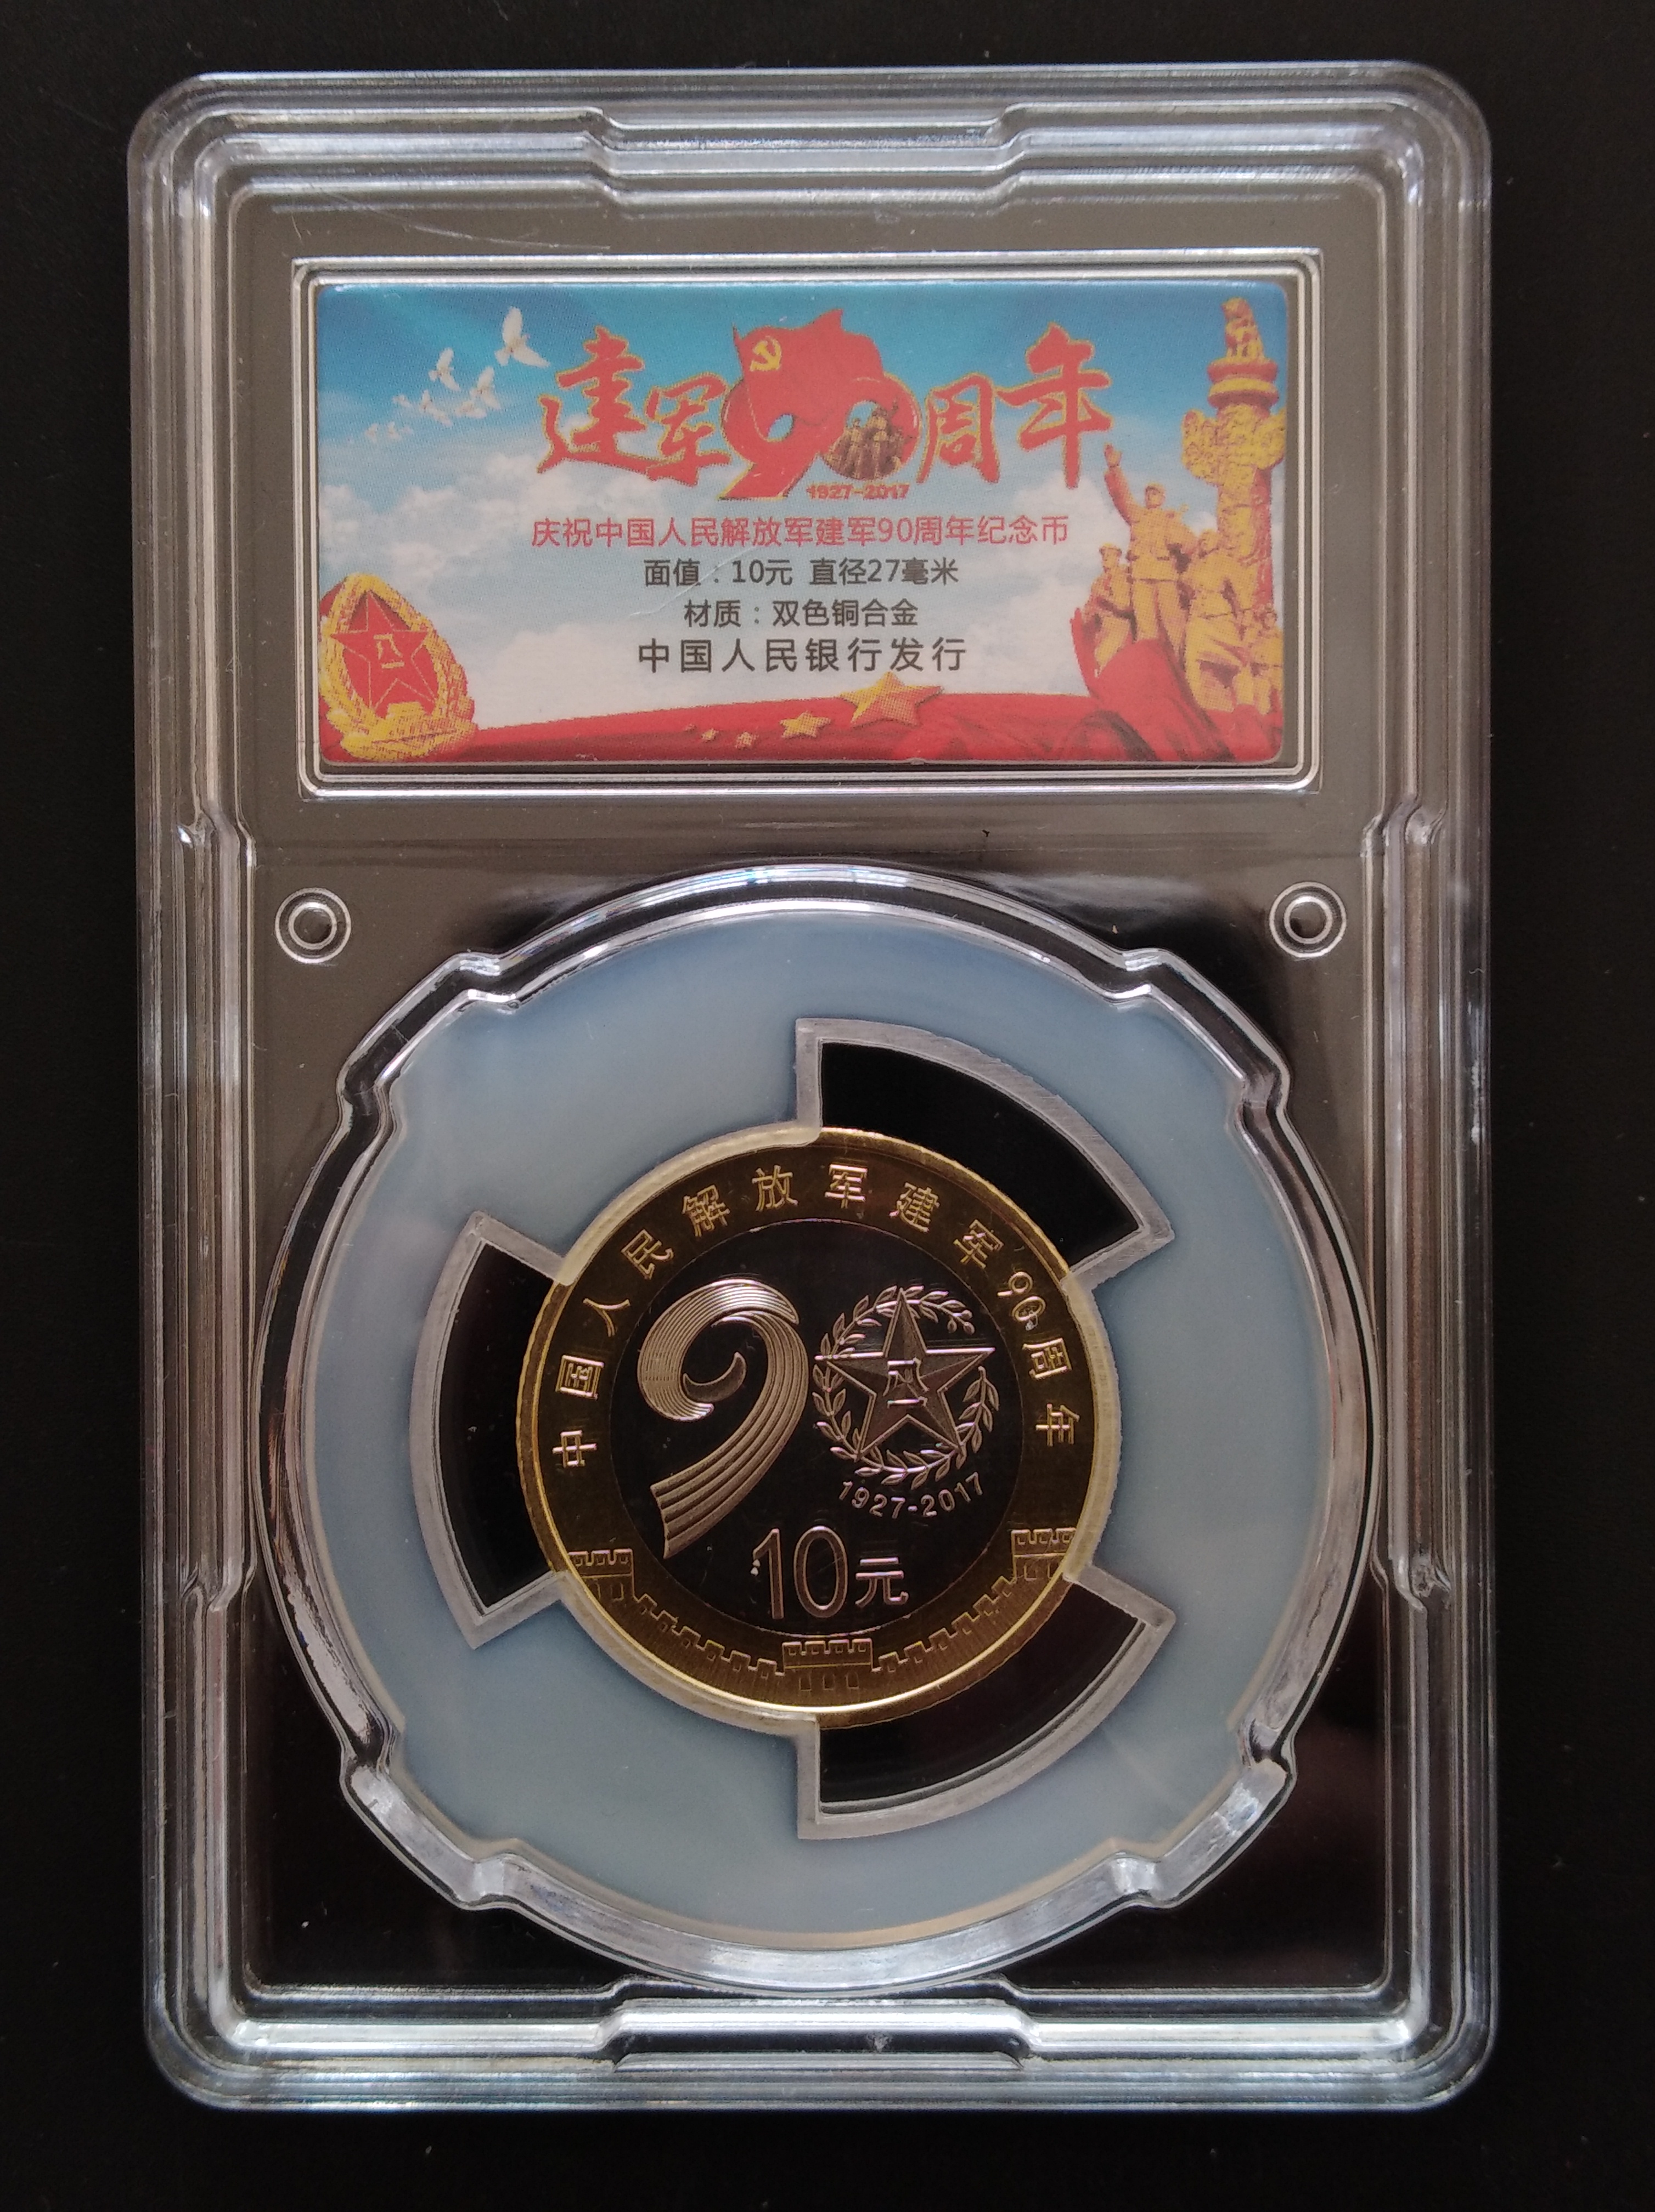 建军90周年
1927-2017
庆祝中国人民解放军建军90周年纪念币
面值：10元 直径27毫米
材质：双色铜合金
中国人民银行发行
八一
中国人民解放军建军90周年
90
八一
1927-2017
10元